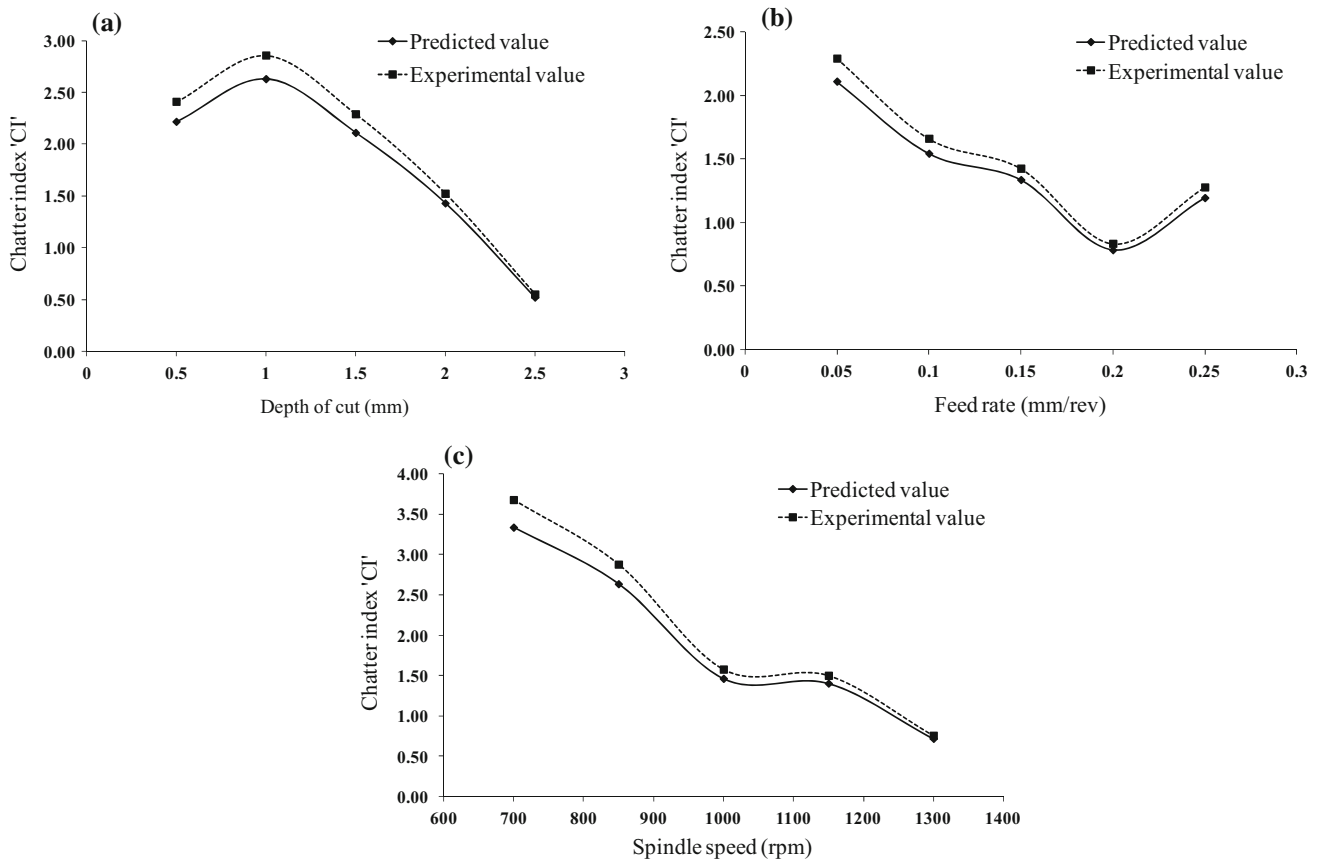 (a)
Predicted value
Experimental value
3.00
2.50
2.00
1.50
1.00
0.50
0.00
Chatter index 'CI'
0 0.5 1 1.5 2 2.5 3
Depth of cut (mm)
(b)
Predicted value
Experimental value
2.50
2.00
1.50
1.00
0.50
0.00
Chatter index 'CI'
0 0.05 0.1 0.15 0.2 0.25 0.3
Feed rate (mm/rev)
(c)
Predicted value
Experimental value
4.00
3.50
3.00
2.50
2.00
1.50
1.00
0.50
0.00
Chatter index 'CI'
600 700 800 900 1000 1100 1200 1300 1400
Spindle speed (rpm)